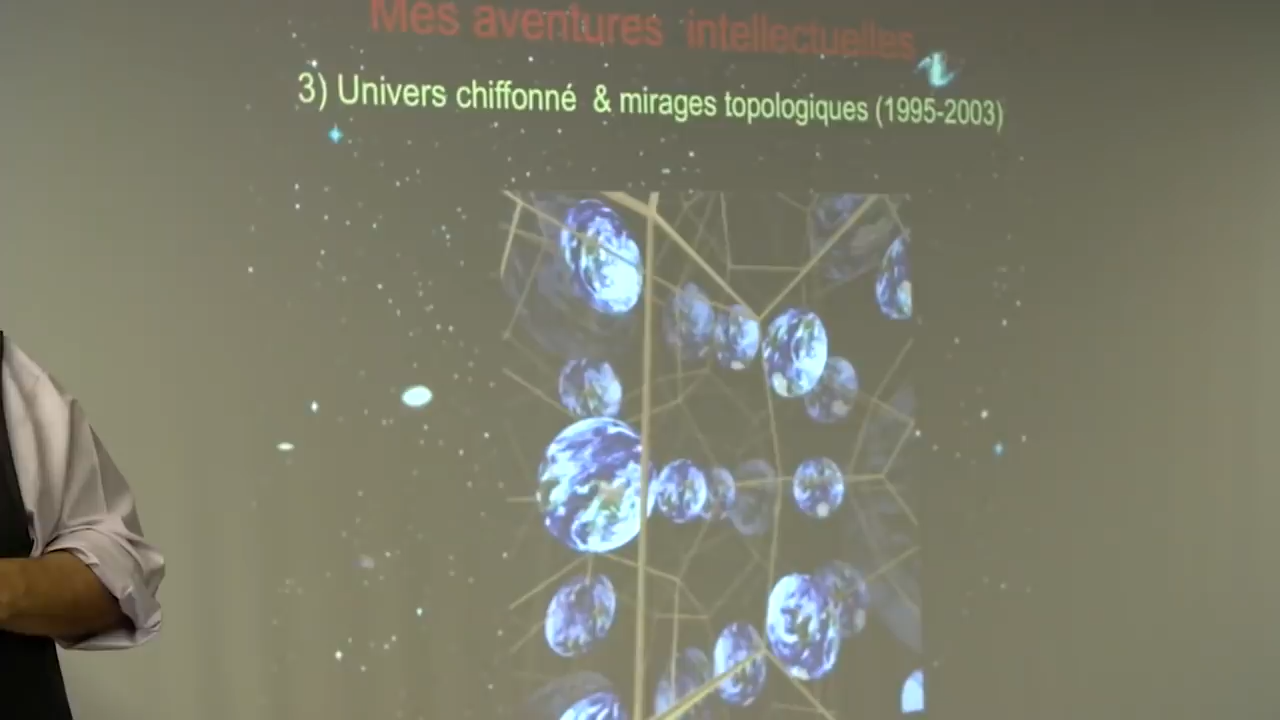 Mes aventures intellectuelles
3) Univers chiffonné & mirages topologiques (1995-2003)